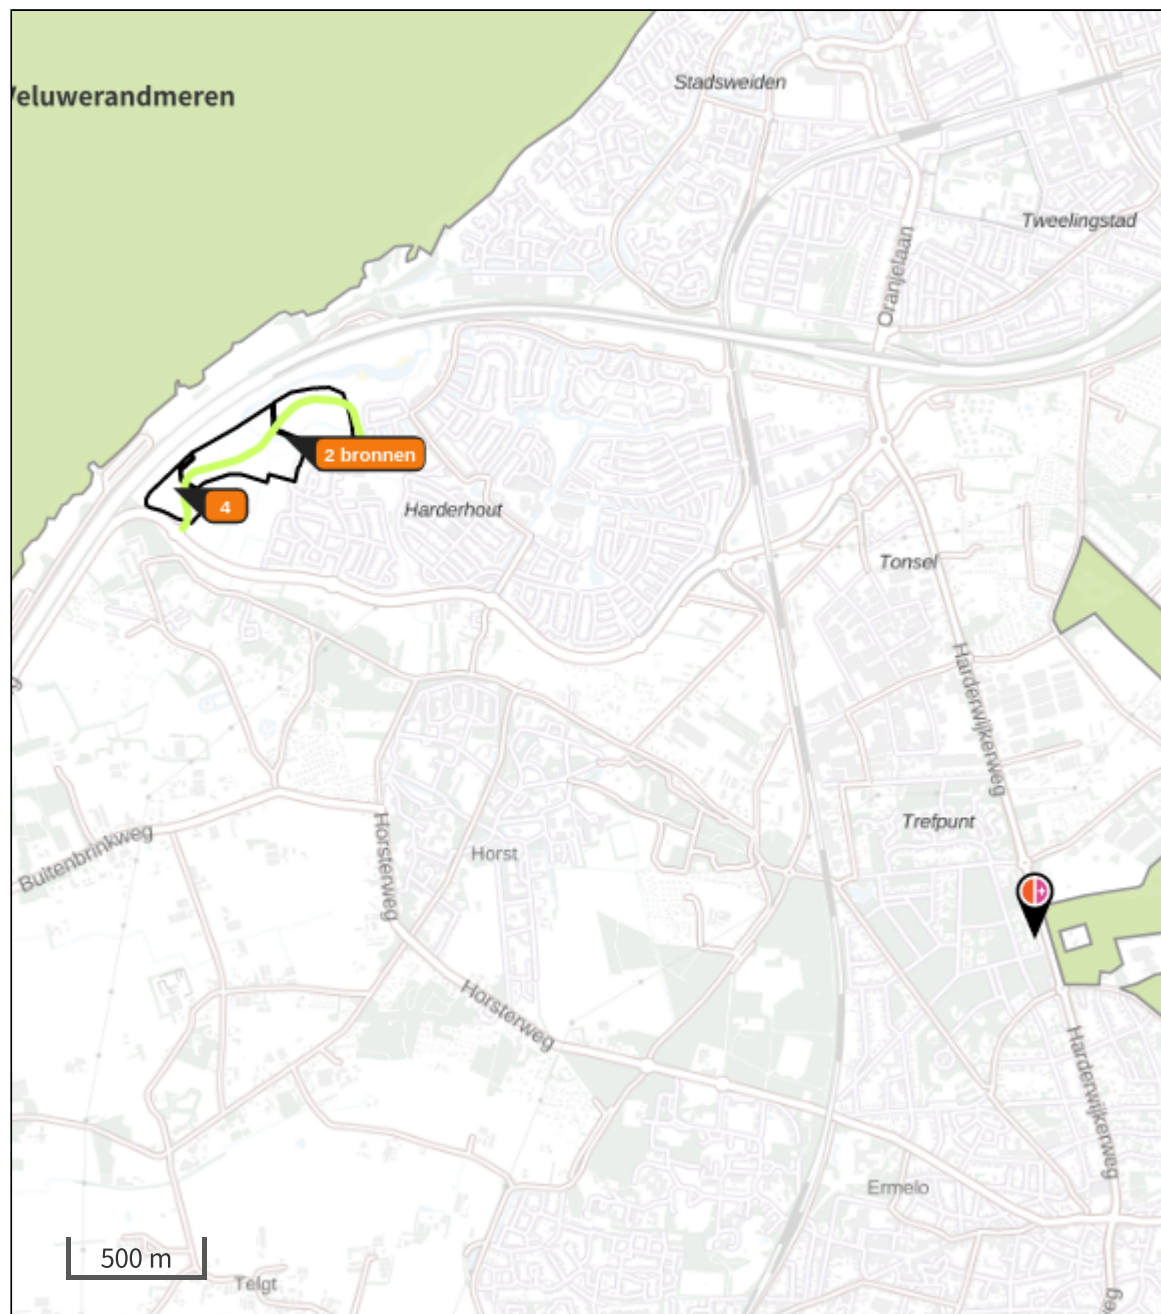 Veluwerandmeren
Stadsweiden
Tweelingstad
Oranjelaan
2 bronnen
4
Harderhout
Tonsel
Harderwijkerweg
Trefpunt
Buitenbrinkweg
Horsterweg
Horst
Horsterweg
Harderwijkerweg
Ermelo
500 m
Telgt